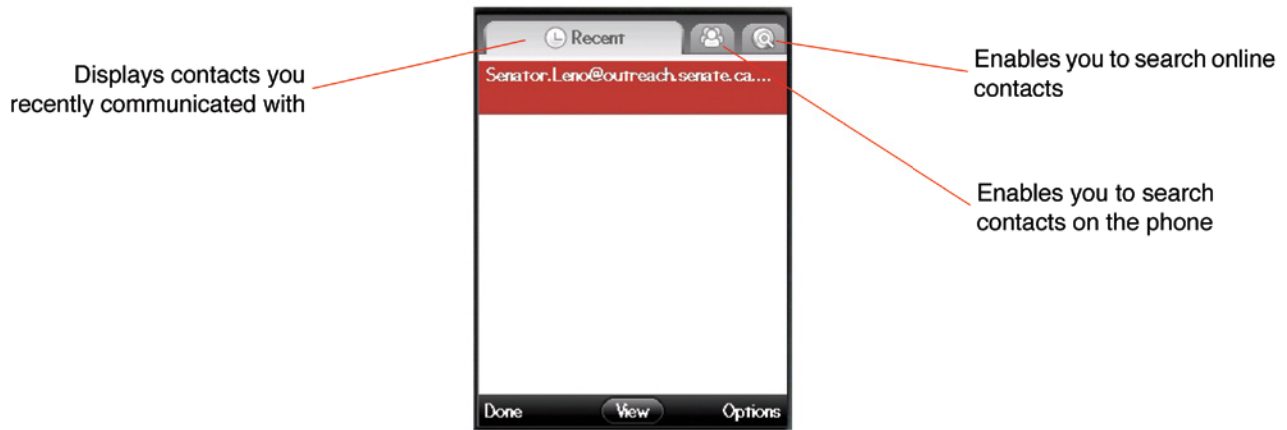 Displays contacts you
recently communicated with
Recent
Senator.Leno@outreach.senate.ca....
Done
View
Options
Enables you to search online
contacts
Enables you to search
contacts on the phone